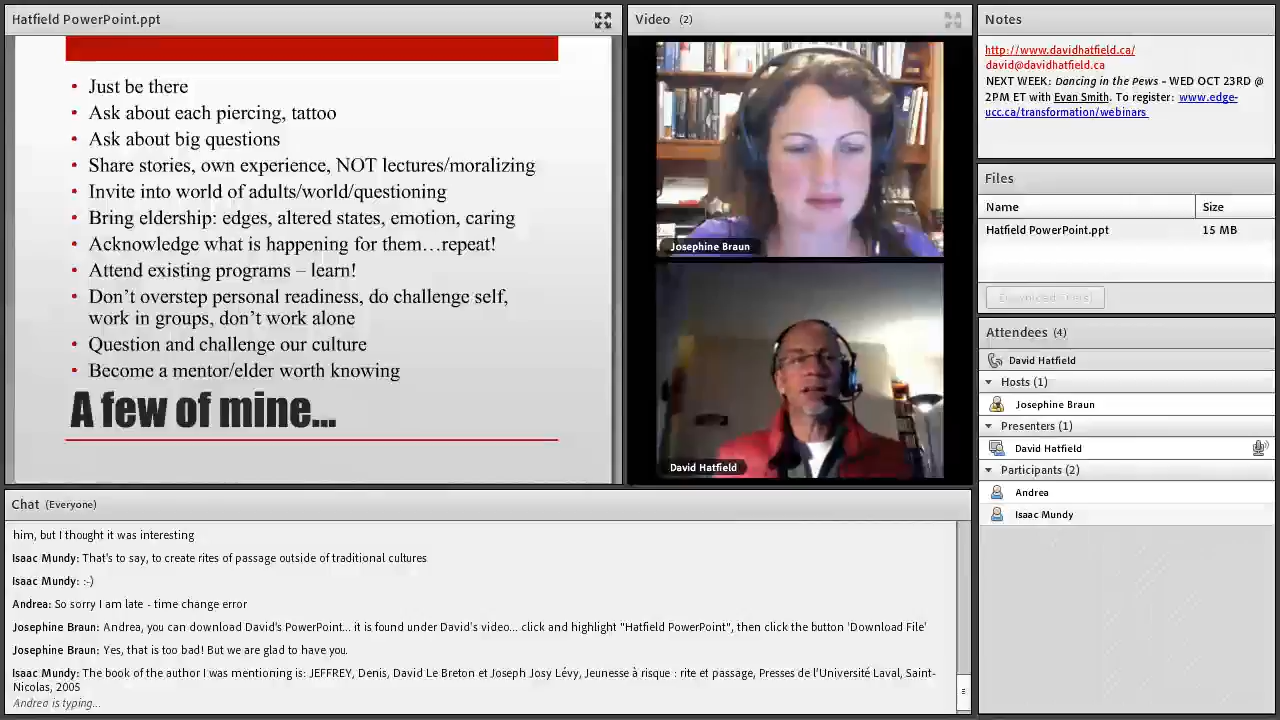 Hatfield PowerPoint.ppt
• Just be there
• Ask about each piercing, tattoo
• Ask about big questions
• Share stories, own experience, NOT lectures/moralizing
• Invite into world of adults/world/questioning
• Bring eldership: edges, altered states, emotion, caring
• Acknowledge what is happening for them…repeat!
• Attend existing programs – learn!
• Don’t overstep personal readiness, do challenge self,
work in groups, don’t work alone
• Question and challenge our culture
• Become a mentor/elder worth knowing
A few of mine...
Video (2)
Josephine Braun
David Hatfield
Notes
http://www.davidhatfield.ca/
david@davidhatfield.ca
NEXT WEEK: Dancing in the Pews - WED OCT 23RD @
2PM ET with Evan Smith. To register: www.edge-
ucc.ca/transformation/webinars
Files
Name Size
Hatfield PowerPoint.ppt 15 MB
Download File(s)
Attendees (4)
David Hatfield
Hosts (1)
Josephine Braun
Presenters (1)
David Hatfield
Participants (2)
Andrea
Isaac Mundy
Chat (Everyone)
him, but I thought it was interesting
Isaac Mundy: That's to say, to create rites of passage outside of traditional cultures
Isaac Mundy: :-)
Andrea: So sorry I am late - time change error
Josephine Braun: Andrea, you can download David's PowerPoint... it is found under David's video... click and highlight "Hatfield PowerPoint", then click the button 'Download File'
Josephine Braun: Yes, that is too bad! But we are glad to have you.
Isaac Mundy: The book of the author I was mentioning is: JEFFREY, Denis, David Le Breton et Joseph Josy Lévy, Jeunesse à risque : rite et passage, Presses de l’Université Laval, Saint-
Nicolas, 2005
Andrea is typing...